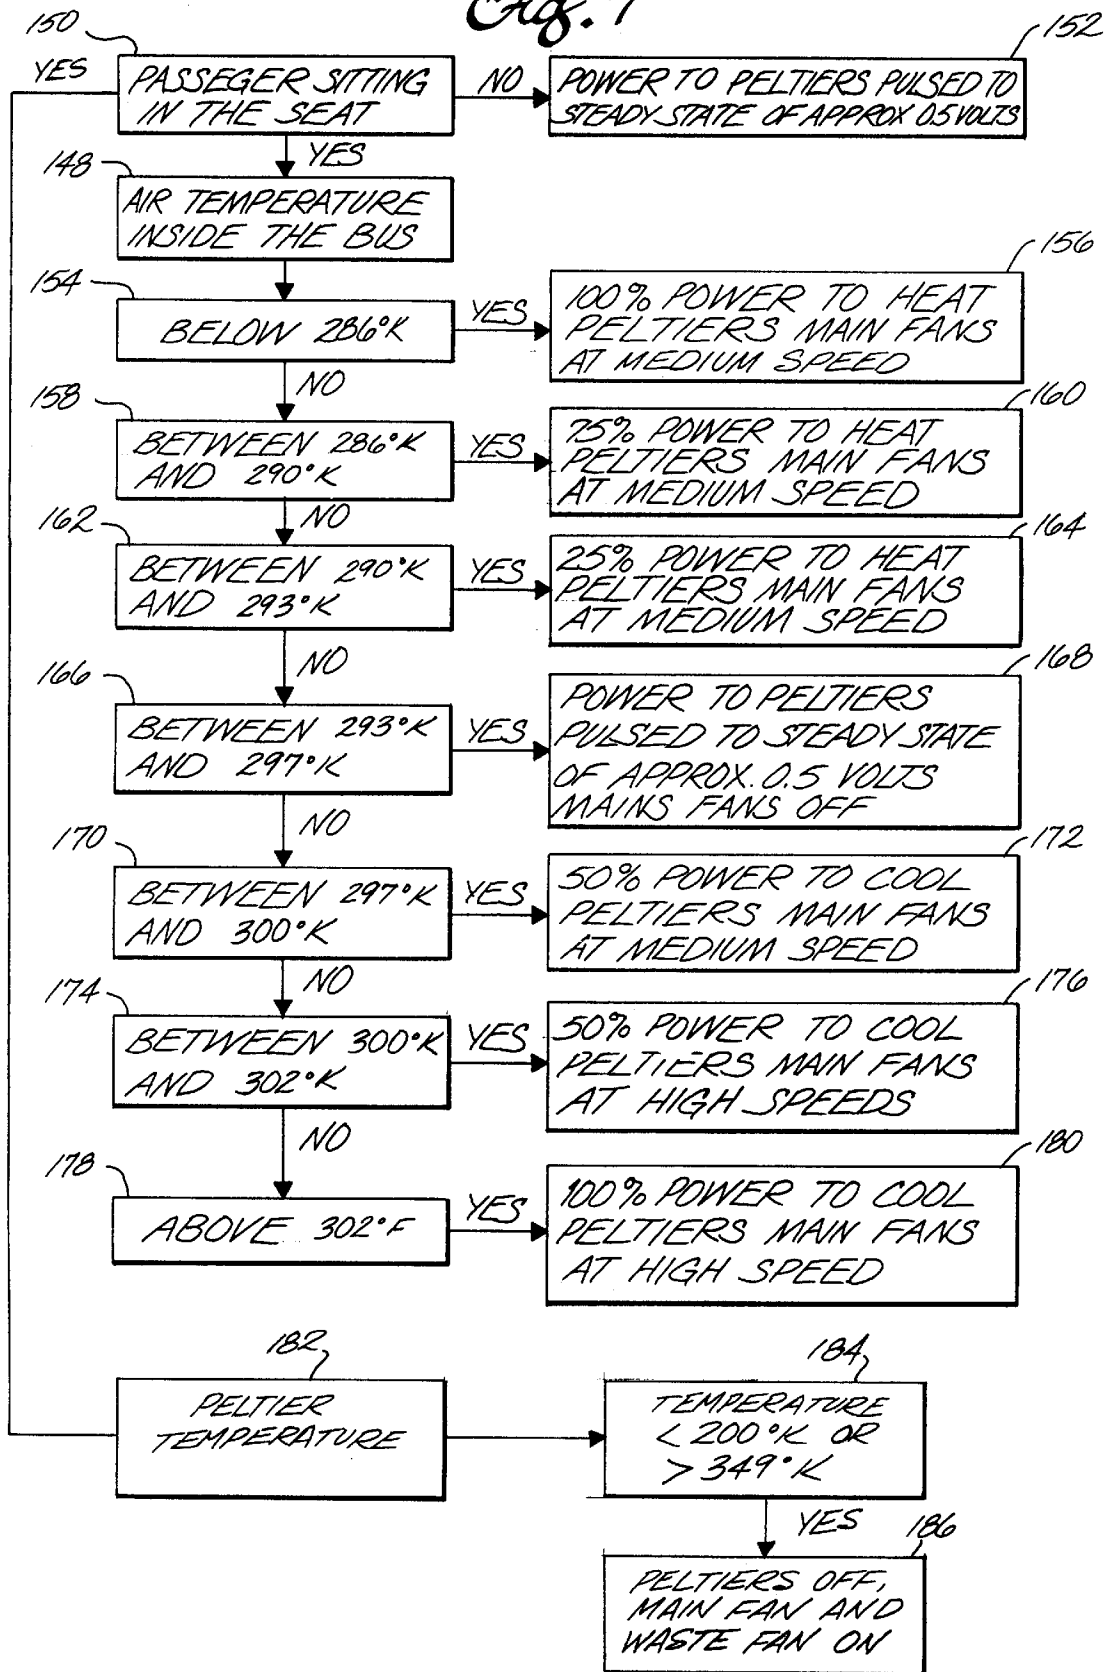 Fig. 7
150
152
YES
PASSEGER SITTING
IN THE SEAT
NO
POWER TO PELTIERS PULSED TO
STEADY STATE OF APPROX 0.5 VOLTS
YES
148
AIR TEMPERATURE
INSIDE THE BUS
154
156
BELOW 286°K
YES
100% POWER TO HEAT
PELTIERS MAIN FANS
AT MEDIUM SPEED
NO
158
160
BETWEEN 286°K
AND 290°K
YES
75% POWER TO HEAT
PELTIERS MAIN FANS
AT MEDIUM SPEED
NO
162
164
BETWEEN 290°K
AND 293°K
YES
25% POWER TO HEAT
PELTIERS MAIN FANS
AT MEDIUM SPEED
NO
166
168
BETWEEN 293°K
AND 297°K
YES
POWER TO PELTIERS
PULSED TO STEADY STATE
OF APPROX. 0.5 VOLTS
MAINS FANS OFF
NO
170
172
BETWEEN 297°K
AND 300°K
YES
50% POWER TO COOL
PELTIERS MAIN FANS
AT MEDIUM SPEED
NO
174
176
BETWEEN 300°K
AND 302°K
YES
50% POWER TO COOL
PELTIERS MAIN FANS
AT HIGH SPEEDS
NO
178
180
ABOVE 302°F
YES
100% POWER TO COOL
PELTIERS MAIN FANS
AT HIGH SPEED
182
184
PELTIER
TEMPERATURE
TEMPERATURE
< 200°K OR
> 349°K
YES
186
PELTIERS OFF,
MAIN FAN AND
WASTE FAN ON